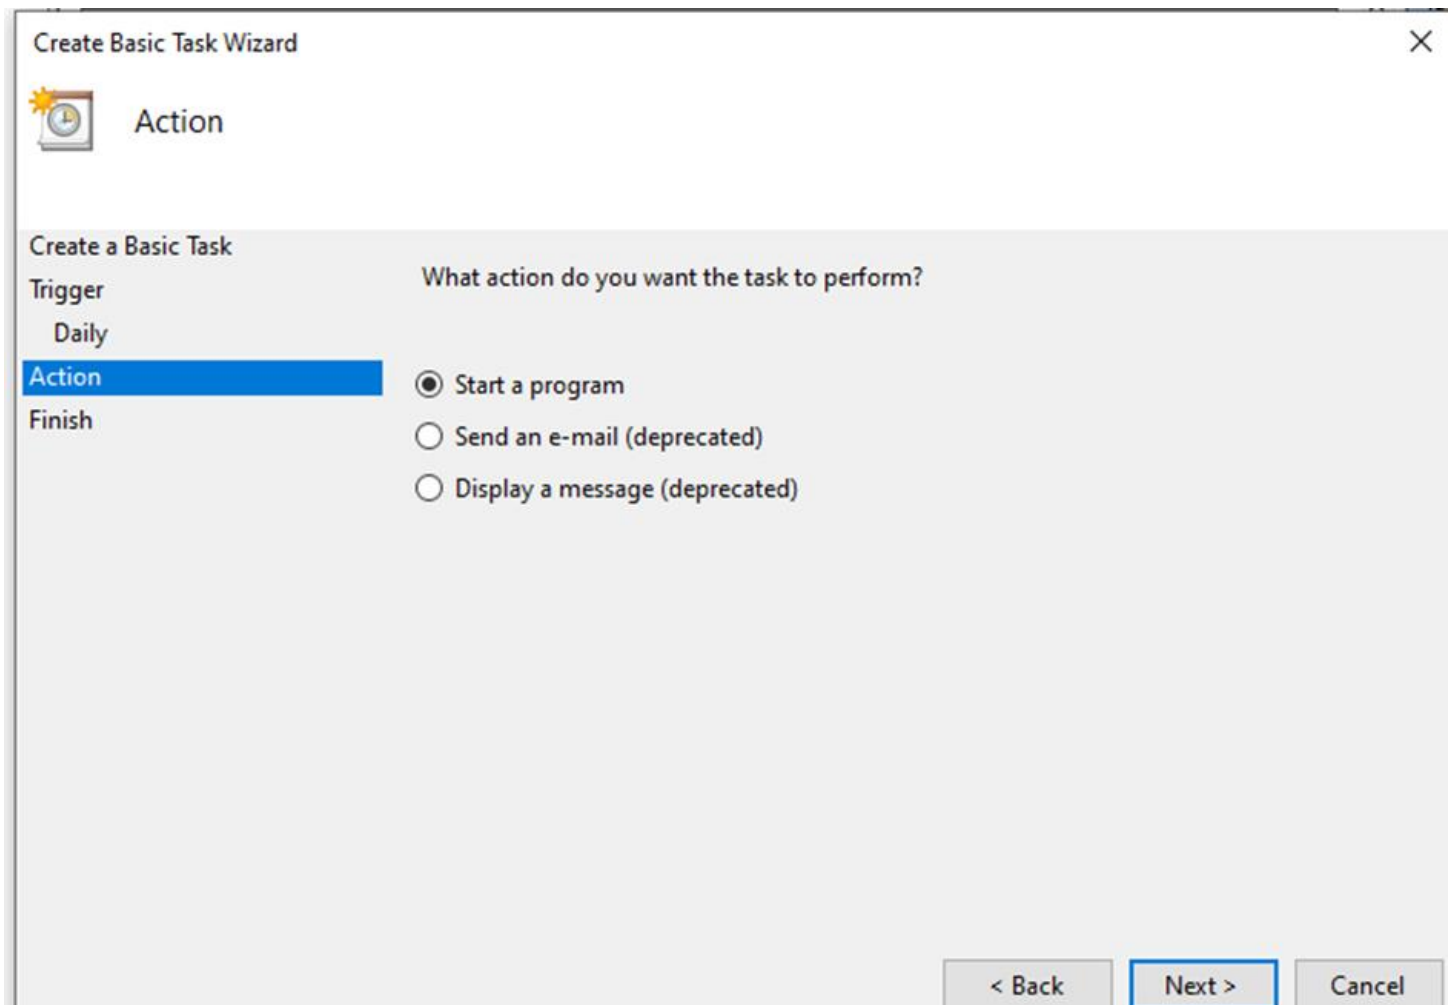 Create Basic Task Wizard
Action
Create a Basic Task
Trigger
Daily
Action
Finish
What action do you want the task to perform?
Start a program
Send an e-mail (deprecated)
Display a message (deprecated)
< Back
Next >
Cancel